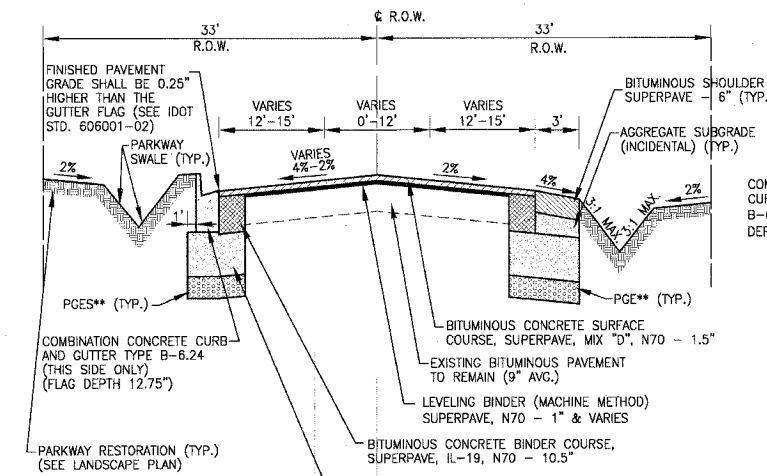 ℄ R.O.W.
33'
33'
R.O.W.
R.O.W.
FINISHED PAVEMENT
GRADE SHALL BE 0.25"
HIGHER THAN THE
GUTTER FLAG (SEE IDOT
STD. 606001-02)
VARIES
12'-15'
VARIES
0'-12'
VARIES
12'-15'
3'
BITUMINOUS SHOULDER
SUPERPAVE - 6" (TYP.
AGGREGATE SUBGRADE
(INCIDENTAL) (TYP.)
PARKWAY
SWALE (TYP.)
2%
VARIES
4%-2%
2%
4%
3:1 MAX.
3:1 MAX.
2%
CON
CUR
B-6
DEP
1'
PGES** (TYP.)
PGE** (TYP.)
COMBINATION CONCRETE CURB
AND GUTTER TYPE B-6.24
(THIS SIDE ONLY)
(FLAG DEPTH 12.75")
BITUMINOUS CONCRETE SURFACE
COURSE, SUPERPAVE, MIX "D", N70 - 1.5"
EXISTING BITUMINOUS PAVEMENT
TO REMAIN (9" AVG.)
LEVELING BINDER (MACHINE METHOD)
SUPERPAVE, N70 - 1" & VARIES
BITUMINOUS CONCRETE BINDER COURSE,
SUPERPAVE, IL-19, N70 - 10.5"
PARKWAY RESTORATION (TYP.)
(SEE LANDSCAPE PLAN)